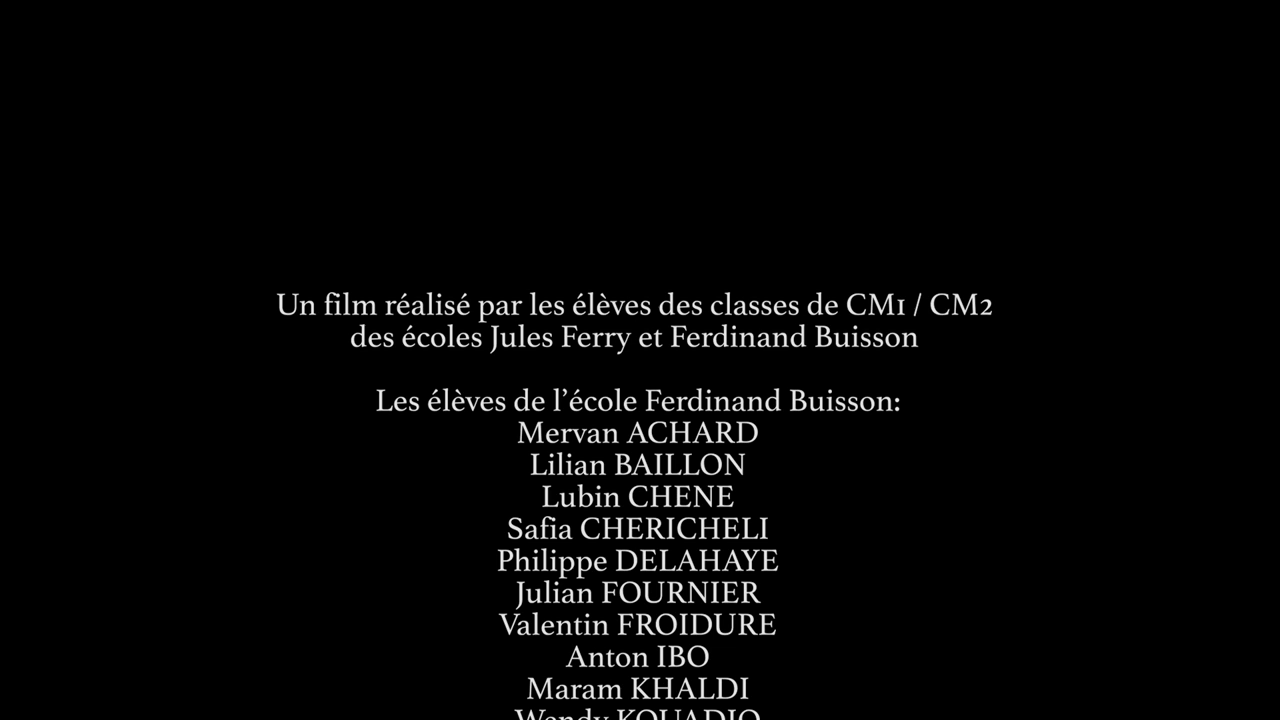 Un film réalisé par les élèves des classes de CM1 / CM2
des écoles Jules Ferry et Ferdinand Buisson
Les élèves de l’école Ferdinand Buisson:
Mervan ACHARD
Lilian BAILLON
Lubin CHENE
Safia CHERICHELI
Philippe DELAHAYE
Julian FOURNIER
Valentin FROIDURE
Anton IBO
Maram KHALDI
Wendy KOUADIO